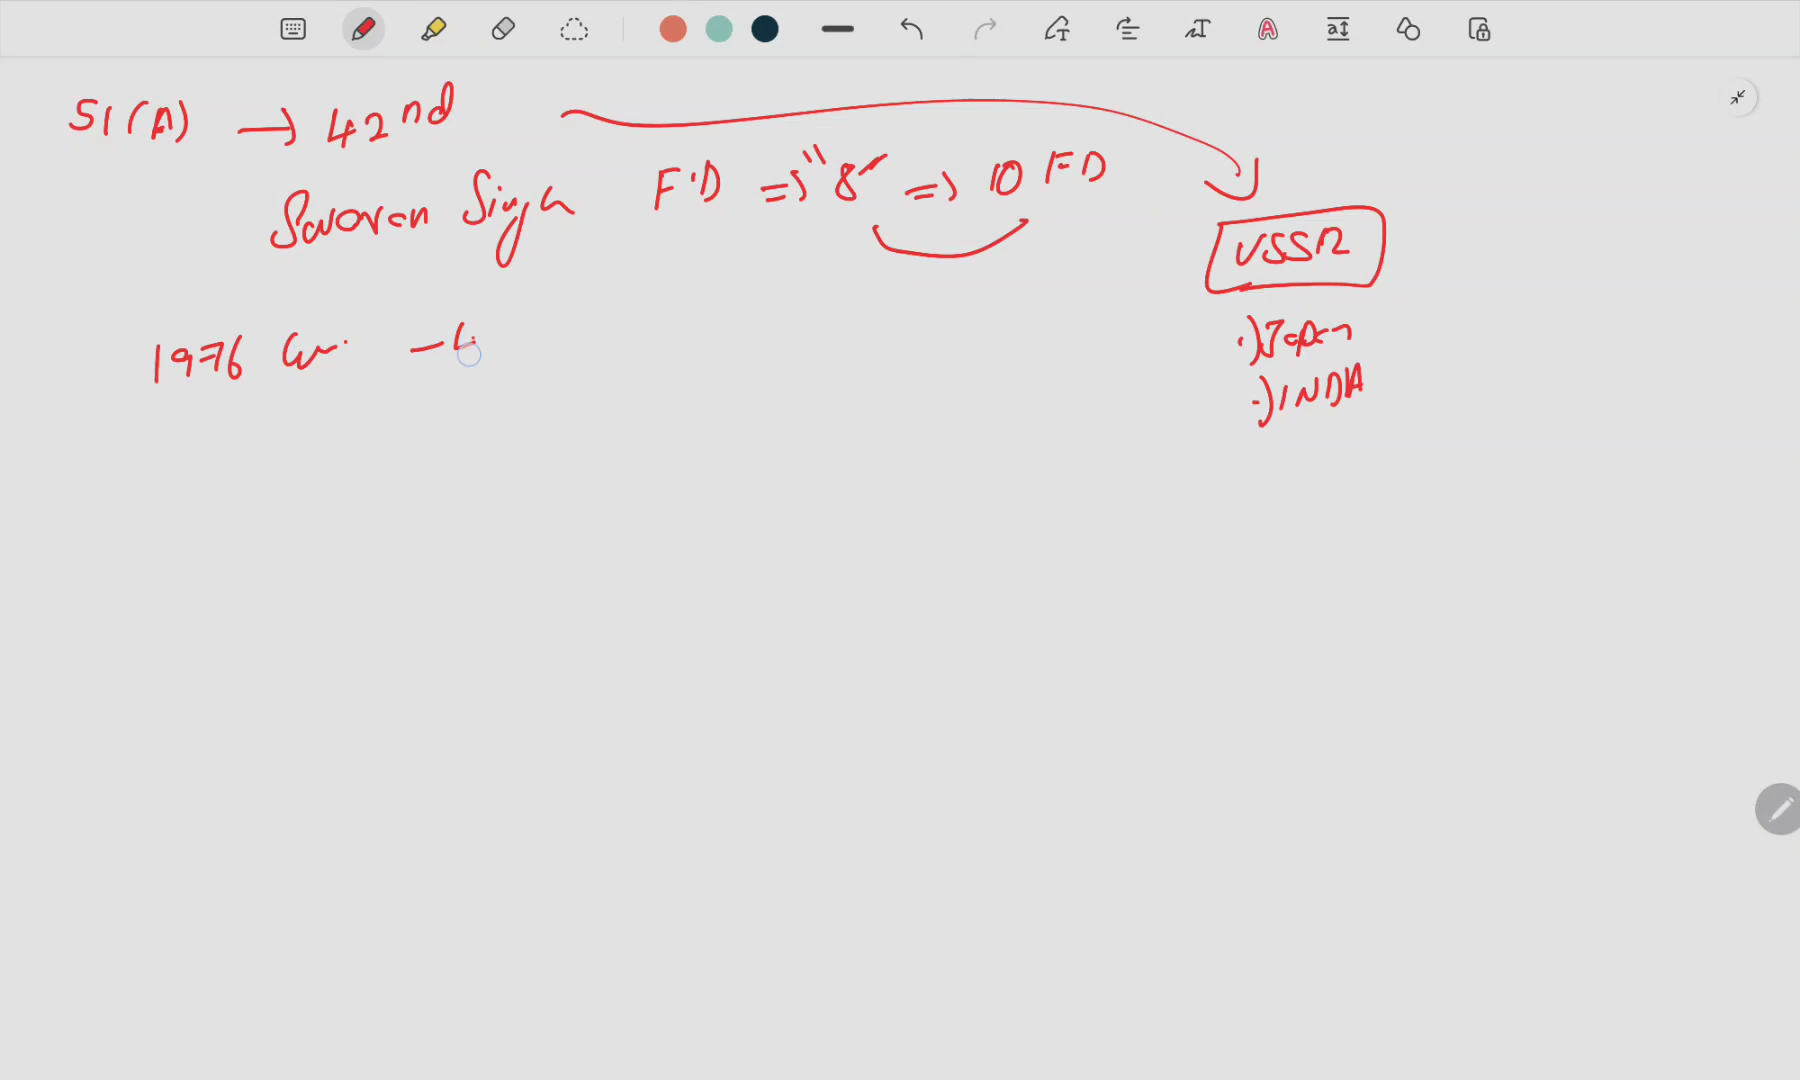 51(A) → 42nd
Swaran Singh F.D => "8" => 10 FD
USSR
.) Japan
.) INDIA
1976